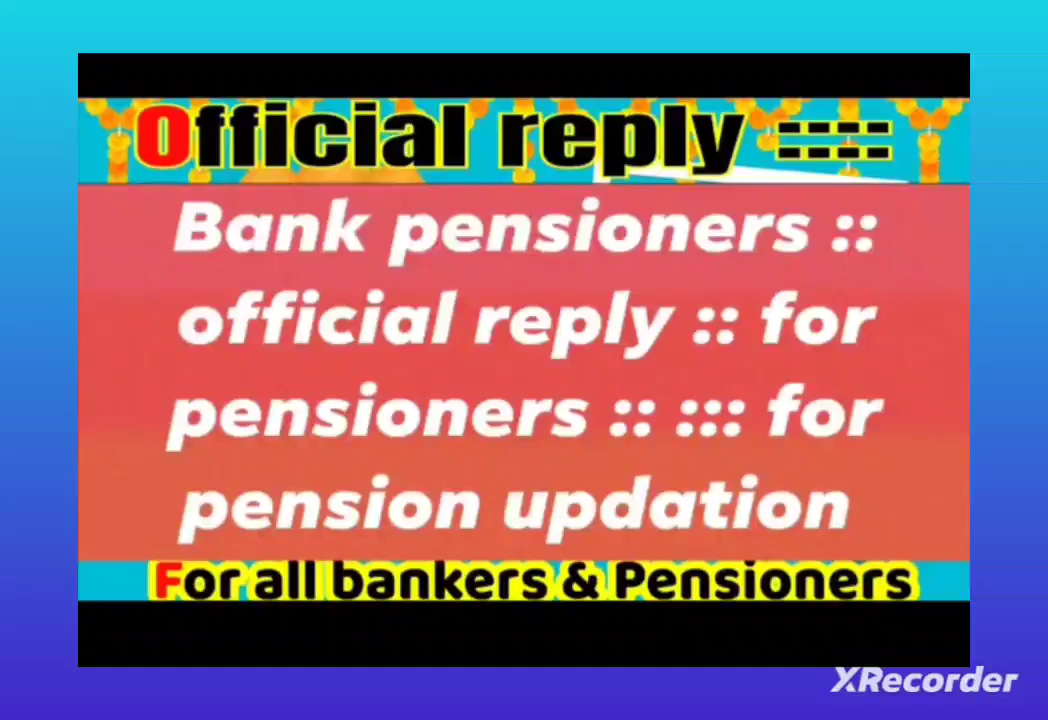 Official reply ::::
Bank pensioners ::
official reply :: for
pensioners :: ::: for
pension updation
For all bankers & Pensioners
XRecorder